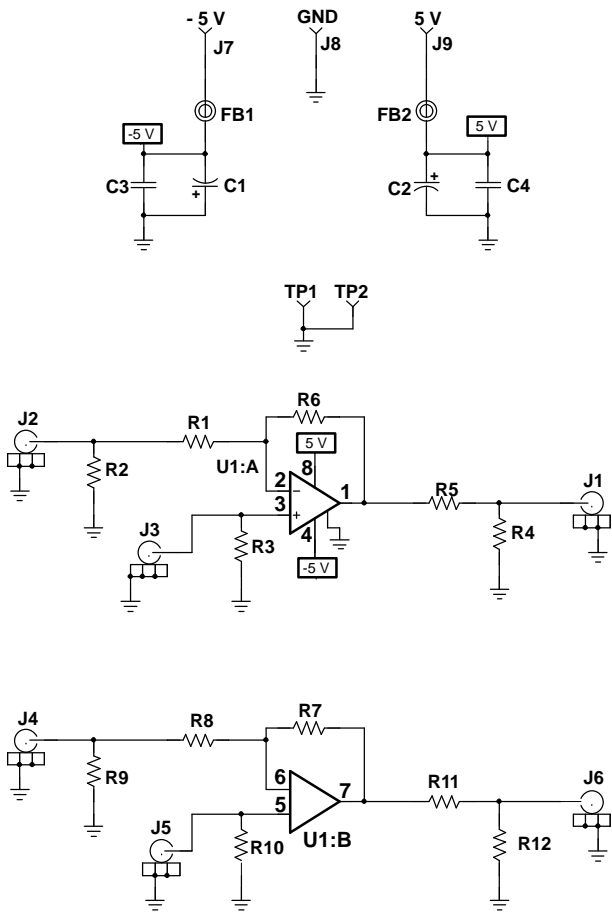 - 5 V GND 5 V
J7 J8 J9
FB1 FB2
-5 V 5 V
C3 + C1 C2 + C4
TP1 TP2
J2 R1 R6
R2 U1:A 5 V
8
2 −
3 +
1
4
-5 V
J3 R3 R5 R4 J1
J4 R8 R7
R9 6 7 R11 J6
5
J5 R10 U1:B R12